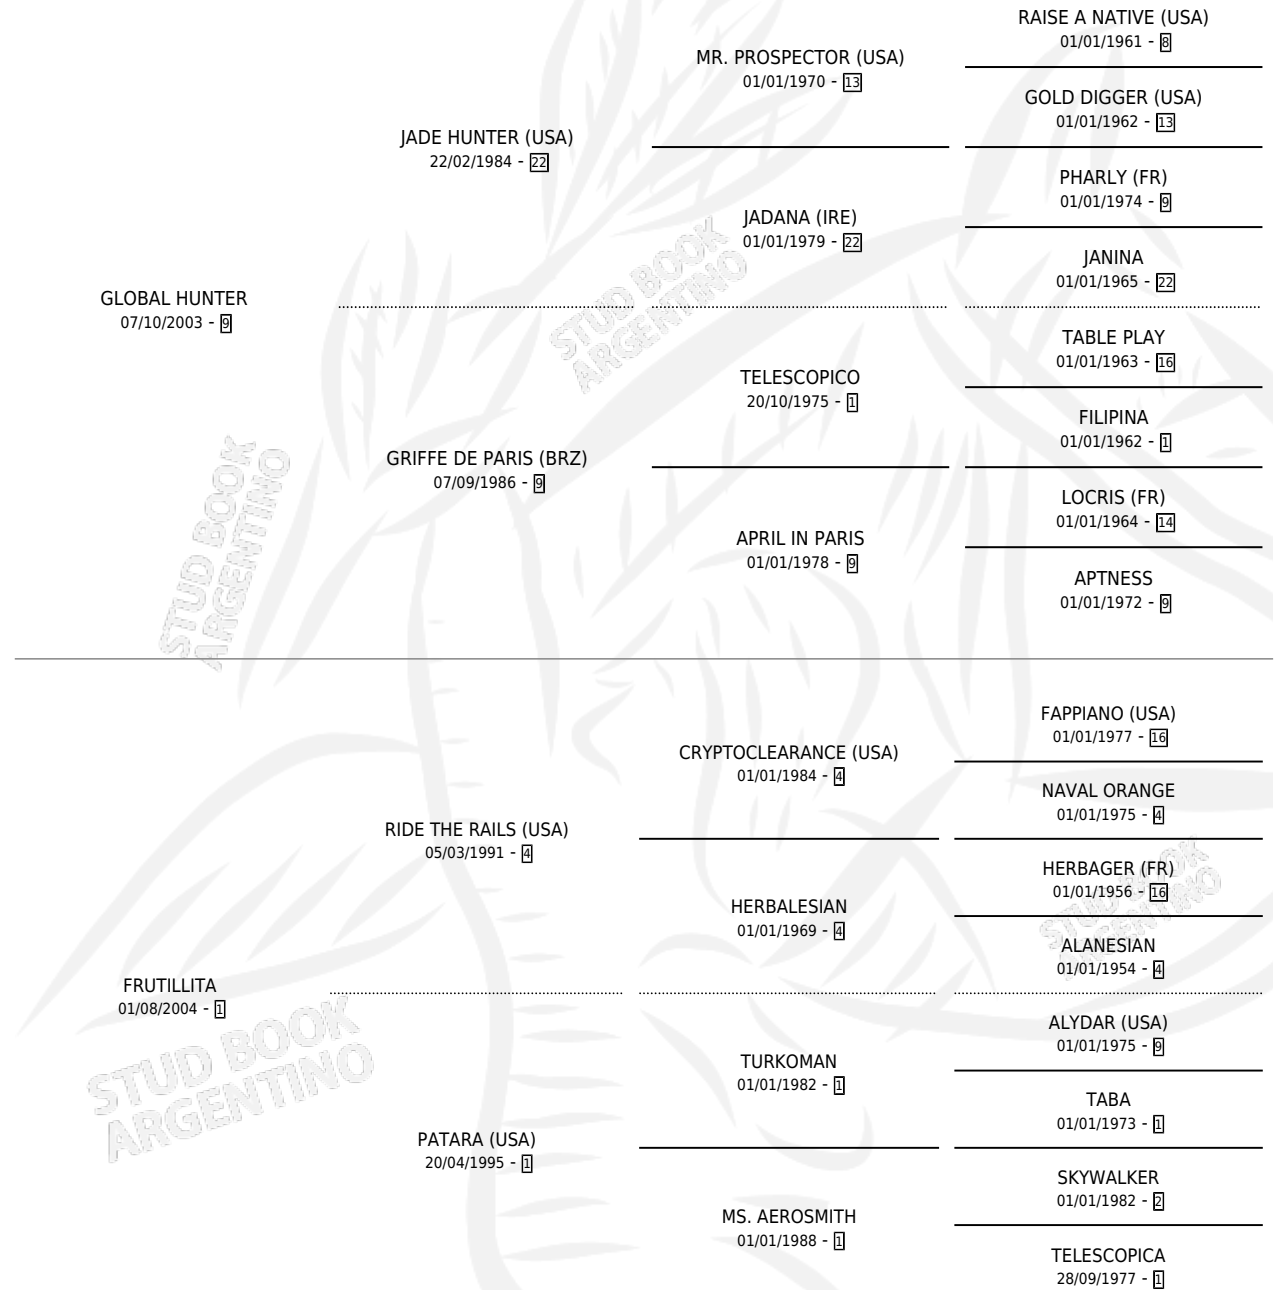 RAISE A NATIVE (USA)
01/01/1961 - 8
MR. PROSPECTOR (USA)
01/01/1970 - 13
GOLD DIGGER (USA)
01/01/1962 - 13
JADE HUNTER (USA)
22/02/1984 - 22
PHARLY (FR)
01/01/1974 - 9
JADANA (IRE)
01/01/1979 - 22
JANINA
01/01/1965 - 22
GLOBAL HUNTER
07/10/2003 - 9
TABLE PLAY
01/01/1963 - 16
TELESCOPICO
20/10/1975 - 1
FILIPINA
01/01/1962 - 1
GRIFFE DE PARIS (BRZ)
07/09/1986 - 9
LOCRIS (FR)
01/01/1964 - 14
APRIL IN PARIS
01/01/1978 - 9
APTNESS
01/01/1972 - 9
FAPPIANO (USA)
01/01/1977 - 16
CRYPTOCLEARANCE (USA)
01/01/1984 - 4
NAVAL ORANGE
01/01/1975 - 4
RIDE THE RAILS (USA)
05/03/1991 - 4
HERBAGER (FR)
01/01/1956 - 16
HERBALESIAN
01/01/1969 - 4
ALANESIAN
01/01/1954 - 4
FRUTILLITA
01/08/2004 - 1
ALYDAR (USA)
01/01/1975 - 9
TURKOMAN
01/01/1982 - 1
TABA
01/01/1973 - 1
PATARA (USA)
20/04/1995 - 1
SKYWALKER
01/01/1982 - 2
MS. AEROSMITH
01/01/1988 - 1
TELESCOPICA
28/09/1977 - 1
STUD BOOK
ARGENTINO
STUD BOOK
ARGENTINO
STUD BOOK
ARGENTINO
STUD BOOK
ARGENTINO